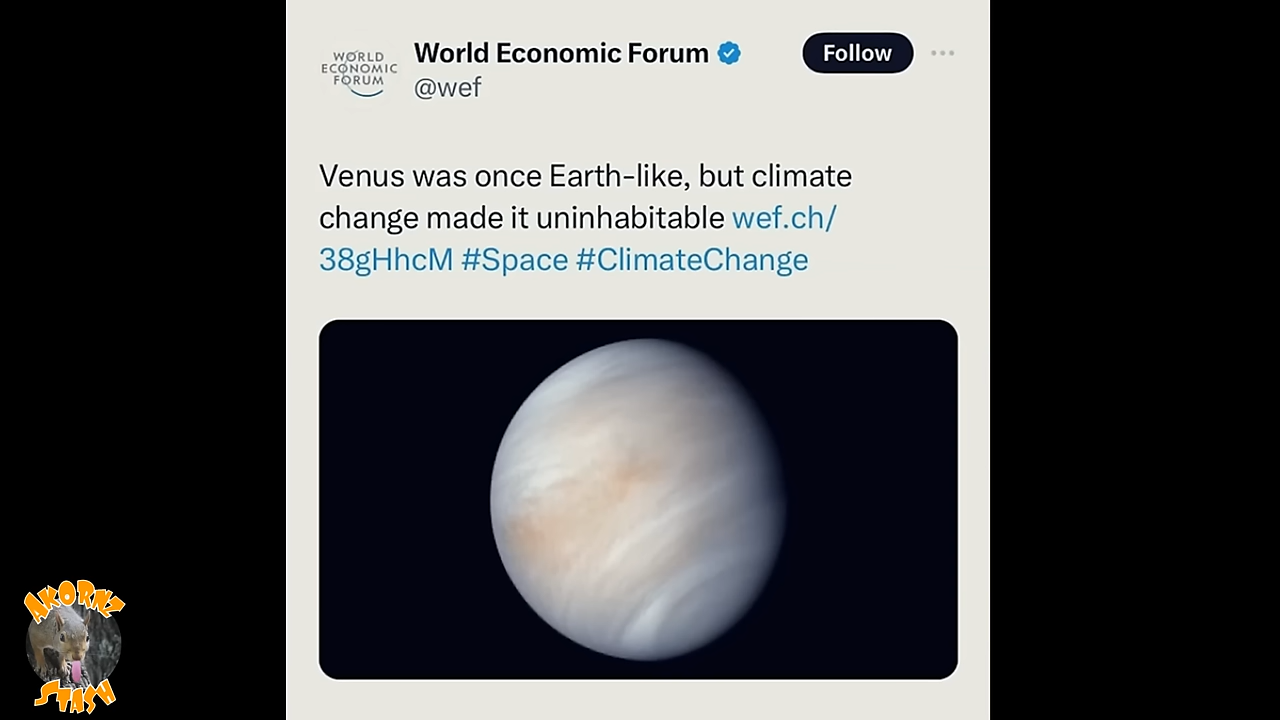 WORLD
ECONOMIC
FORUM
World Economic Forum
@wef
Follow
Venus was once Earth-like, but climate
change made it uninhabitable wef.ch/
38gHhcM #Space #ClimateChange
AKORNZ
STASH